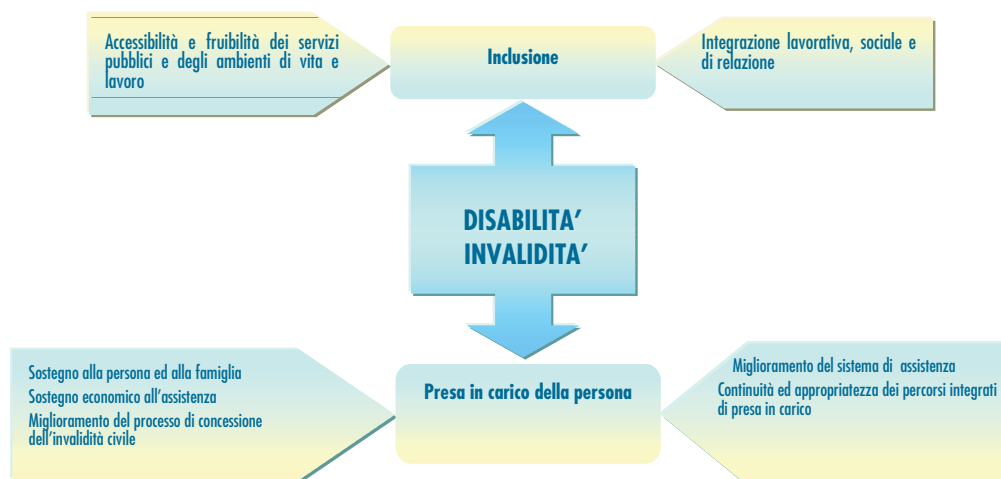 Accessibilità e fruibilità dei servizi
pubblici e degli ambienti di vita e
lavoro
Inclusione
Integrazione lavorativa, sociale e
di relazione
DISABILITA’
INVALIDITA’
Sostegno alla persona ed alla famiglia
Sostegno economico all’assistenza
Miglioramento del processo di concessione
dell’invalidità civile
Presa in carico della persona
Miglioramento del sistema di assistenza
Continuità ed appropriatezza dei percorsi integrati
di presa in carico